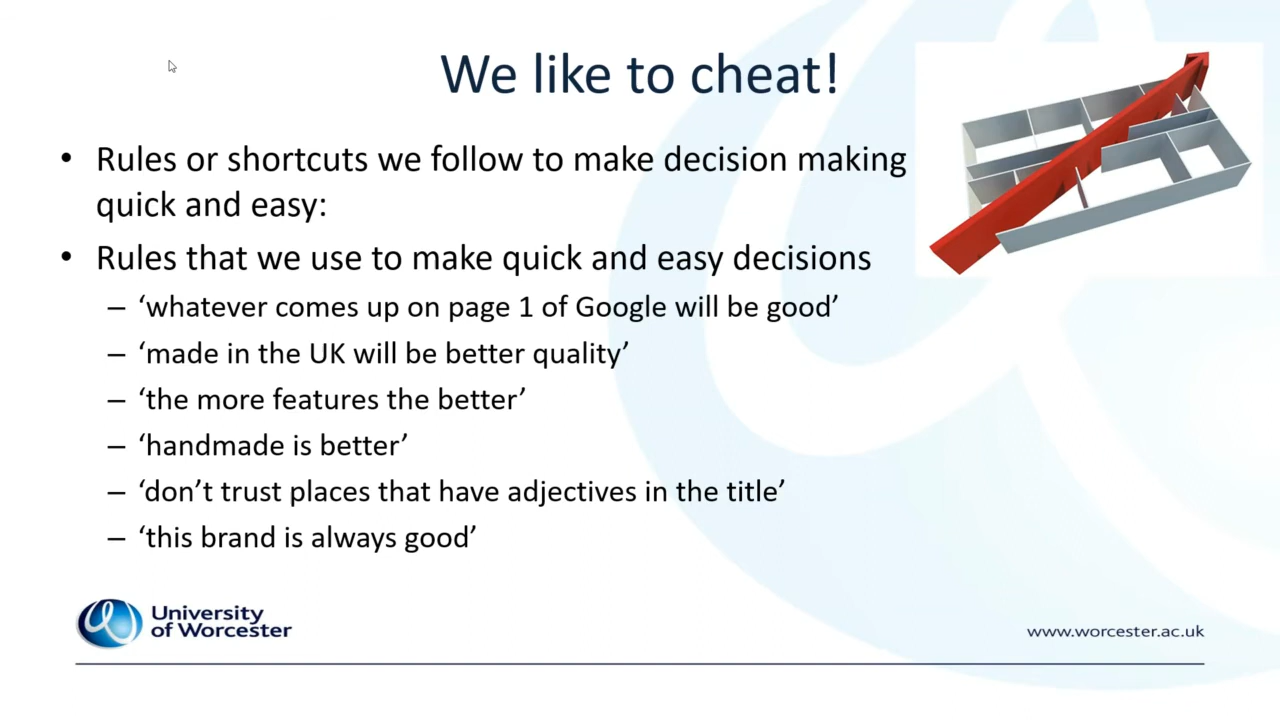 We like to cheat!
• Rules or shortcuts we follow to make decision making
quick and easy:
• Rules that we use to make quick and easy decisions
– ‘whatever comes up on page 1 of Google will be good’
– ‘made in the UK will be better quality’
– ‘the more features the better’
– ‘handmade is better’
– ‘don’t trust places that have adjectives in the title’
– ‘this brand is always good’
University
of Worcester
www.worcester.ac.uk